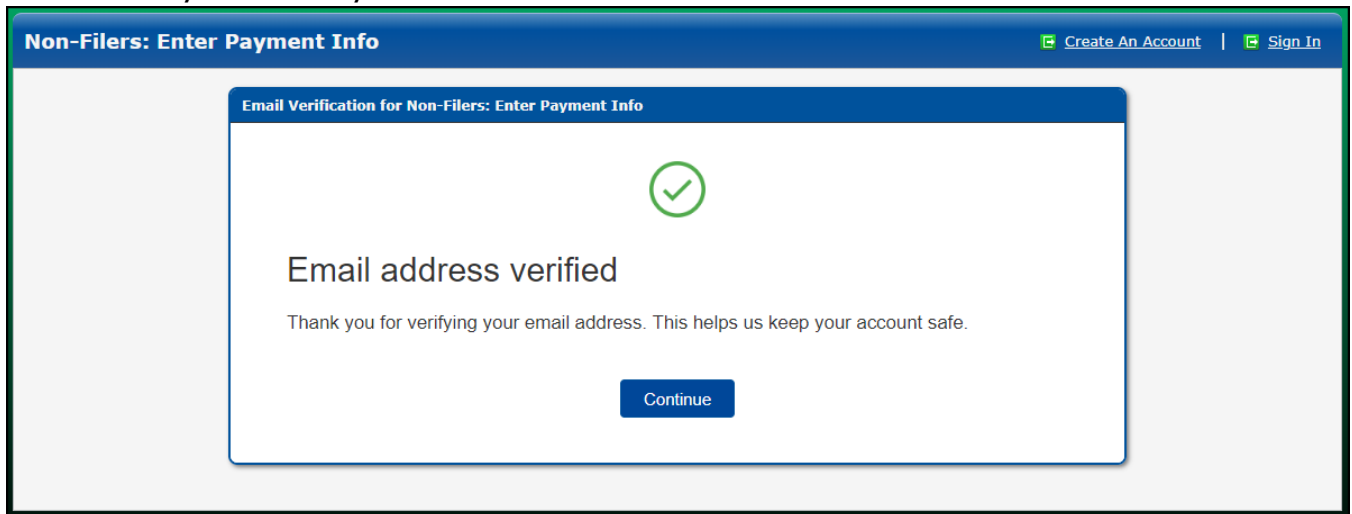 Non-Filers: Enter Payment Info
Create An Account | Sign In
Email Verification for Non-Filers: Enter Payment Info
Email address verified
Thank you for verifying your email address. This helps us keep your account safe.
Continue